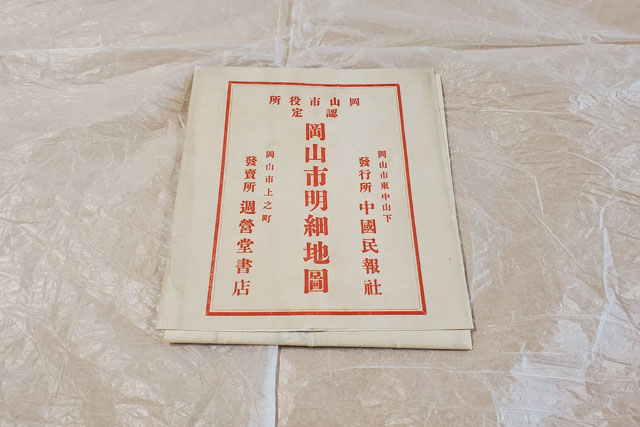 岡山市役所
認定
岡山市東中山下
發行所 中國民報社
岡山市明細地圖
岡山市上之町
發賣所 週營堂書店